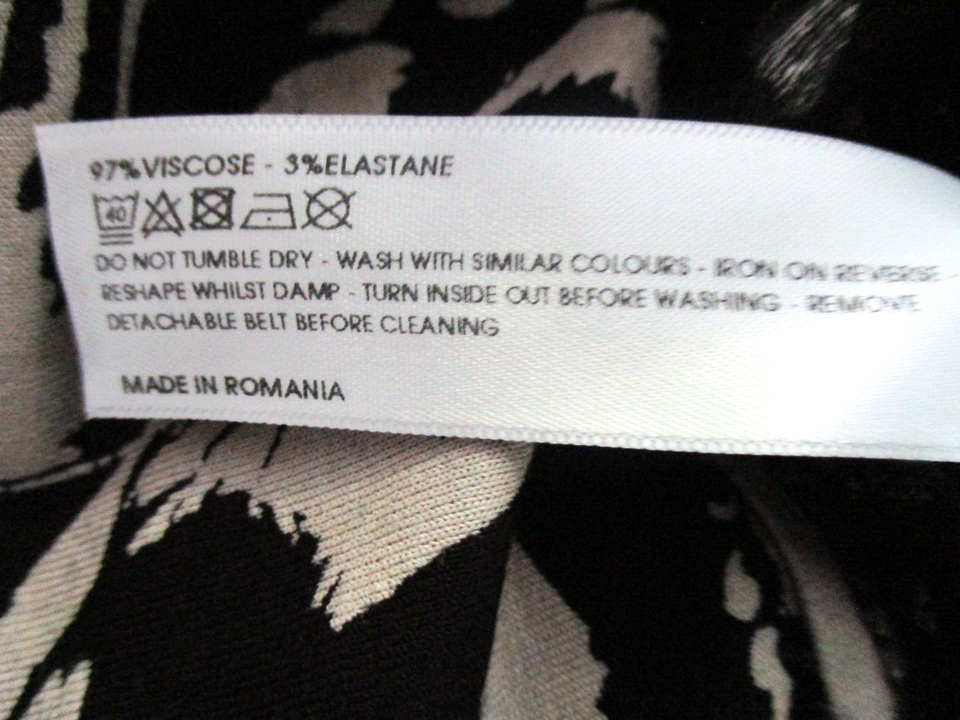 97%VISCOSE - 3%ELASTANE
40
DO NOT TUMBLE DRY - WASH WITH SIMILAR COLOURS - IRON ON REVERSE -
RESHAPE WHILST DAMP - TURN INSIDE OUT BEFORE WASHING - REMOVE
DETACHABLE BELT BEFORE CLEANING
MADE IN ROMANIA